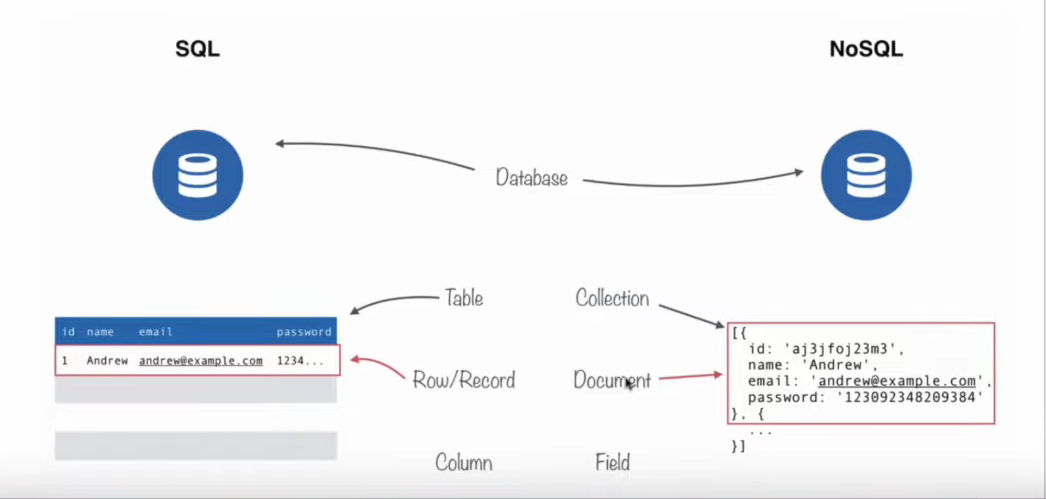 SQL
NoSQL
Database
Table
Collection
id name email password
1 Andrew andrew@example.com 1234...
Row/Record
Document
[{
id: 'aj3jfoj23m3',
name: 'Andrew',
email: 'andrew@example.com',
password: '123092348209384'
}, {
...
}]
Column
Field